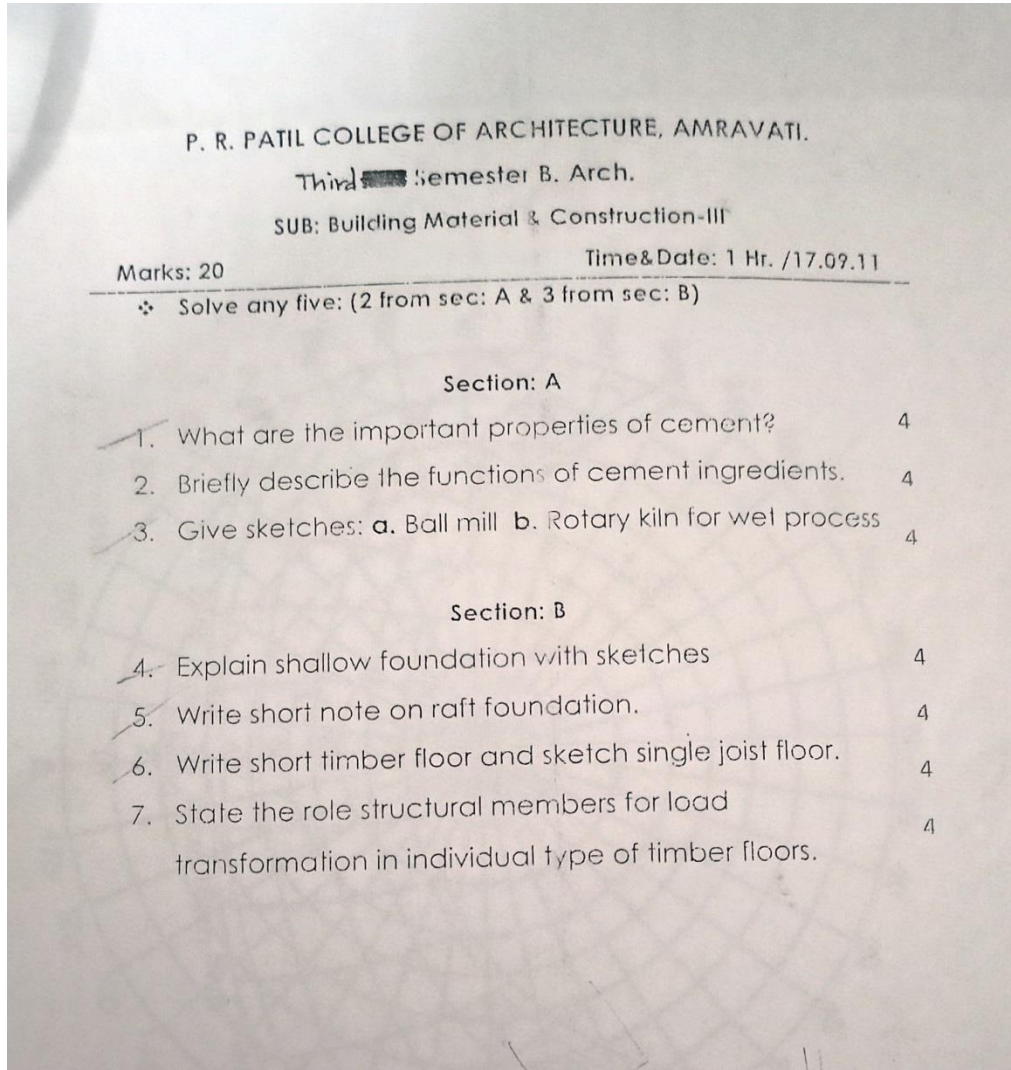 P. R. PATIL COLLEGE OF ARCHITECTURE, AMRAVATI.
Third Semester B. Arch.
SUB: Building Material & Construction-III
Marks: 20 Time&Date: 1 Hr. /17.09.11
❖ Solve any five: (2 from sec: A & 3 from sec: B)
Section: A
1. What are the important properties of cement? 4
2. Briefly describe the functions of cement ingredients. 4
3. Give sketches: a. Ball mill b. Rotary kiln for wet process 4
Section: B
4. Explain shallow foundation with sketches 4
5. Write short note on raft foundation. 4
6. Write short timber floor and sketch single joist floor. 4
7. State the role structural members for load 4
transformation in individual type of timber floors.